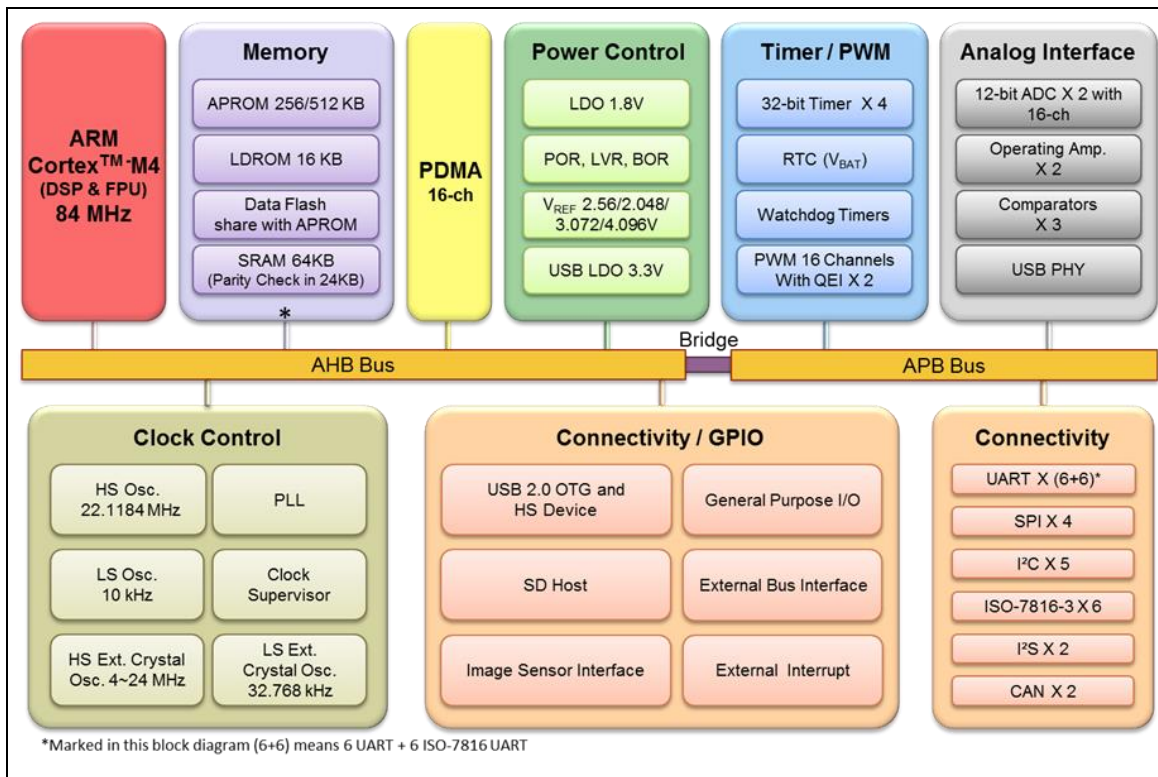 ARM
Cortex™-M4
(DSP & FPU)
84 MHz
Memory
APROM 256/512 KB
LDROM 16 KB
Data Flash
share with APROM
SRAM 64KB
(Parity Check in 24KB)
*
PDMA
16-ch
Power Control
LDO 1.8V
POR, LVR, BOR
VREF 2.56/2.048/
3.072/4.096V
USB LDO 3.3V
Timer / PWM
32-bit Timer X 4
RTC (VBAT)
Watchdog Timers
PWM 16 Channels
With QEI X 2
Analog Interface
12-bit ADC X 2 with
16-ch
Operating Amp.
X 2
Comparators
X 3
USB PHY
AHB Bus
Bridge
APB Bus
Clock Control
HS Osc.
22.1184 MHz
PLL
LS Osc.
10 kHz
Clock
Supervisor
HS Ext. Crystal
Osc. 4~24 MHz
LS Ext.
Crystal Osc.
32.768 kHz
Connectivity / GPIO
USB 2.0 OTG and
HS Device
General Purpose I/O
SD Host
External Bus Interface
Image Sensor Interface
External Interrupt
Connectivity
UART X (6+6)*
SPI X 4
I²C X 5
ISO-7816-3 X 6
I²S X 2
CAN X 2
*Marked in this block diagram (6+6) means 6 UART + 6 ISO-7816 UART